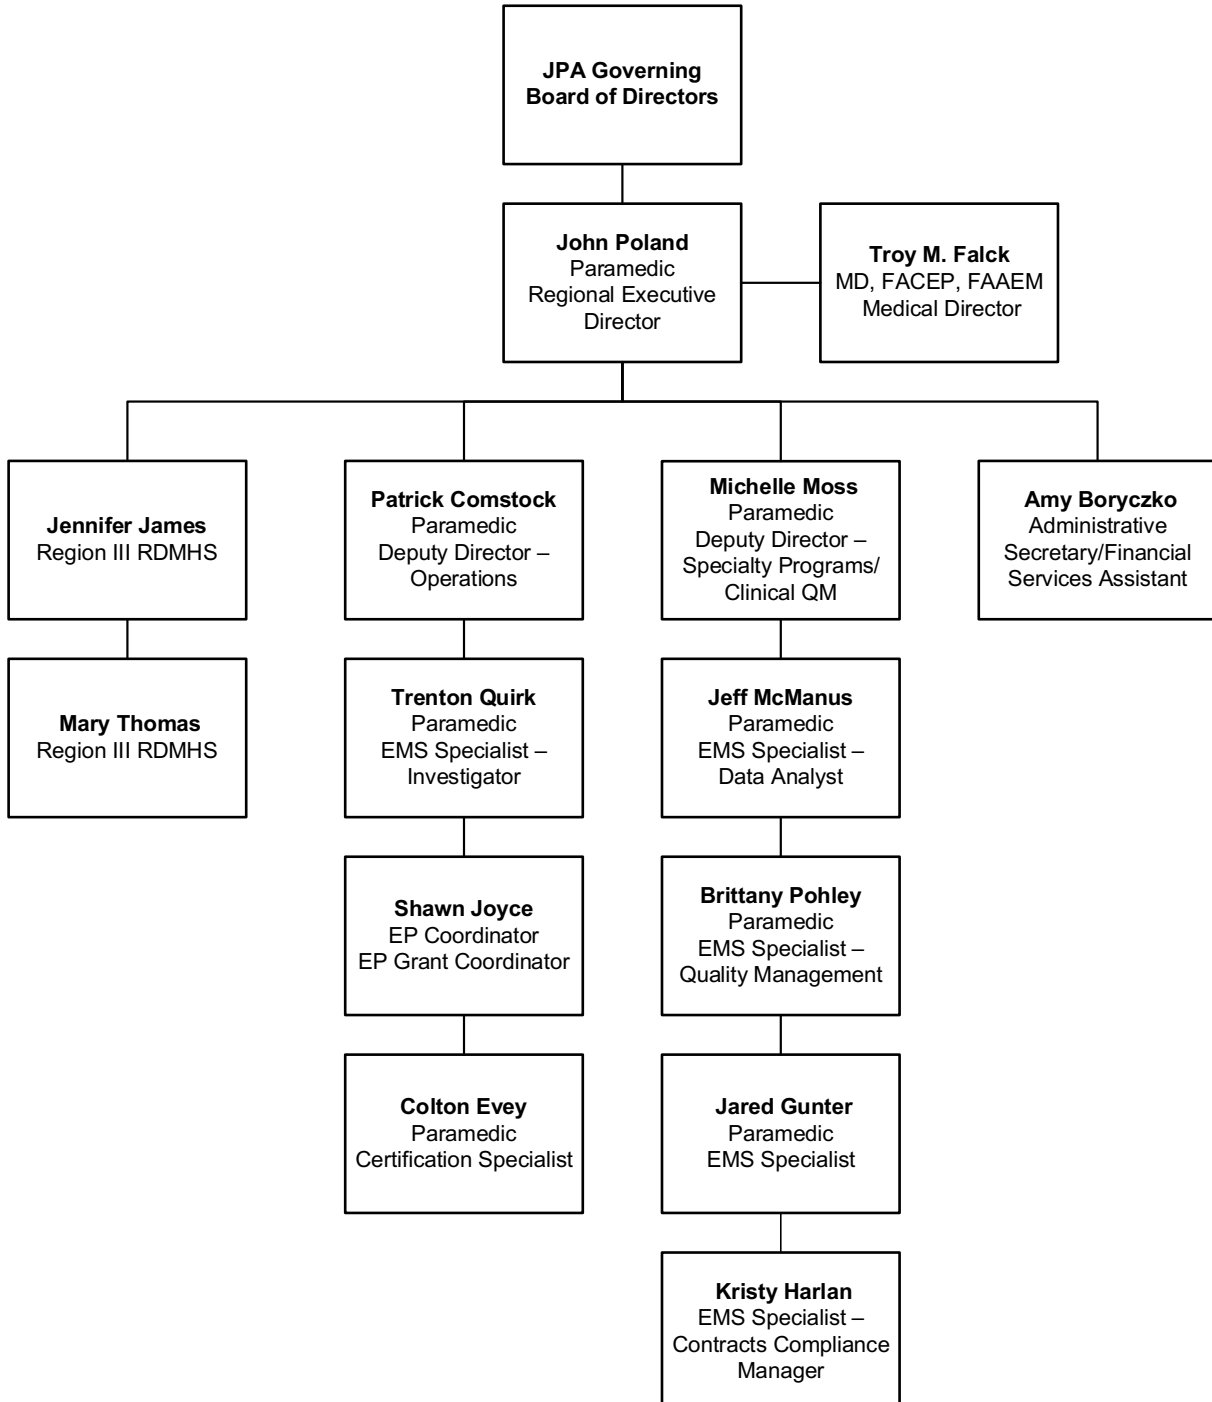 JPA Governing
Board of Directors
John Poland
Paramedic
Regional Executive
Director
Troy M. Falck
MD, FACEP, FAAEM
Medical Director
Jennifer James
Region III RDMHS
Patrick Comstock
Paramedic
Deputy Director –
Operations
Michelle Moss
Paramedic
Deputy Director –
Specialty Programs/
Clinical QM
Amy Boryczko
Administrative
Secretary/Financial
Services Assistant
Mary Thomas
Region III RDMHS
Trenton Quirk
Paramedic
EMS Specialist –
Investigator
Jeff McManus
Paramedic
EMS Specialist –
Data Analyst
Shawn Joyce
EP Coordinator
EP Grant Coordinator
Brittany Pohley
Paramedic
EMS Specialist –
Quality Management
Colton Evey
Paramedic
Certification Specialist
Jared Gunter
Paramedic
EMS Specialist
Kristy Harlan
EMS Specialist –
Contracts Compliance
Manager